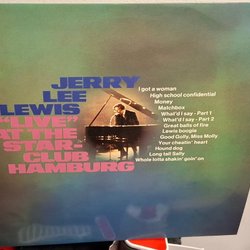 JERRY
LEE
LEWIS
"LIVE"
AT THE
STAR-
CLUB
HAMBURG
I got a woman
High school confidential
Money
Matchbox
What'd I say - Part 1
What'd I say - Part 2
Great balls of fire
Lewis boogie
Good Golly, Miss Molly
Your cheatin' heart
Hound dog
Long tall Sally
Whole lotta shakin' goin' on